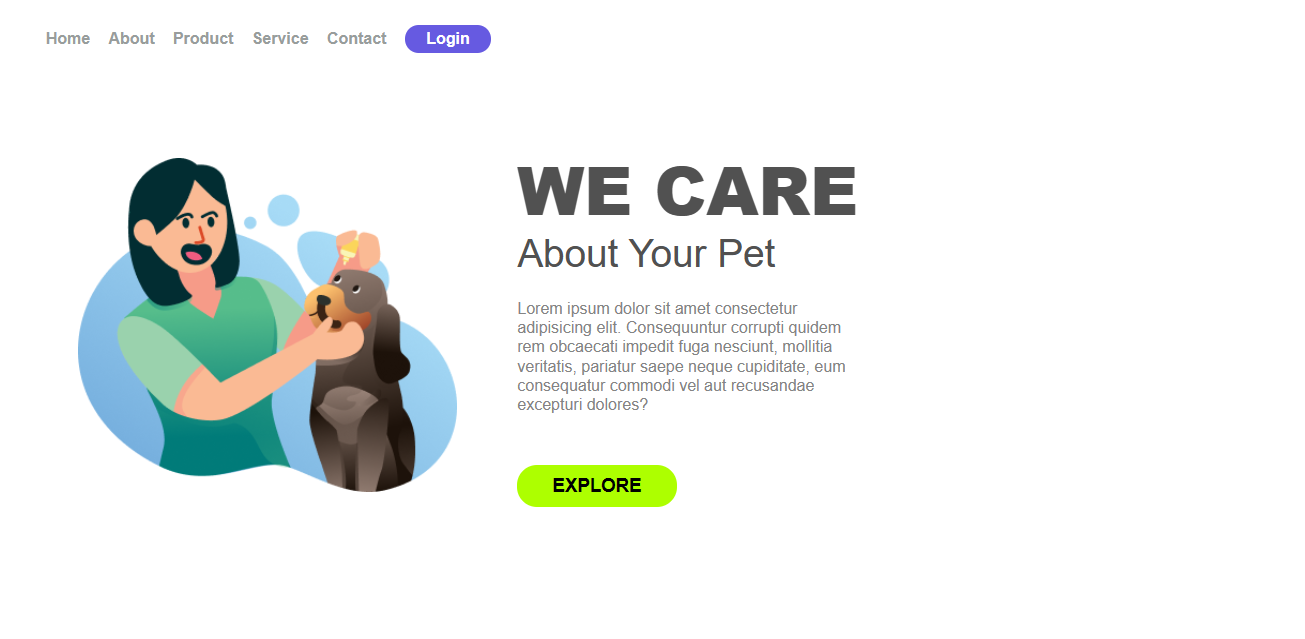 Home About Product Service Contact Login
WE CARE
About Your Pet
Lorem ipsum dolor sit amet consectetur
adipisicing elit. Consequuntur corrupti quidem
rem obcaecati impedit fuga nesciunt, mollitia
veritatis, pariatur saepe neque cupiditate, eum
consequatur commodi vel aut recusandae
excepturi dolores?
EXPLORE